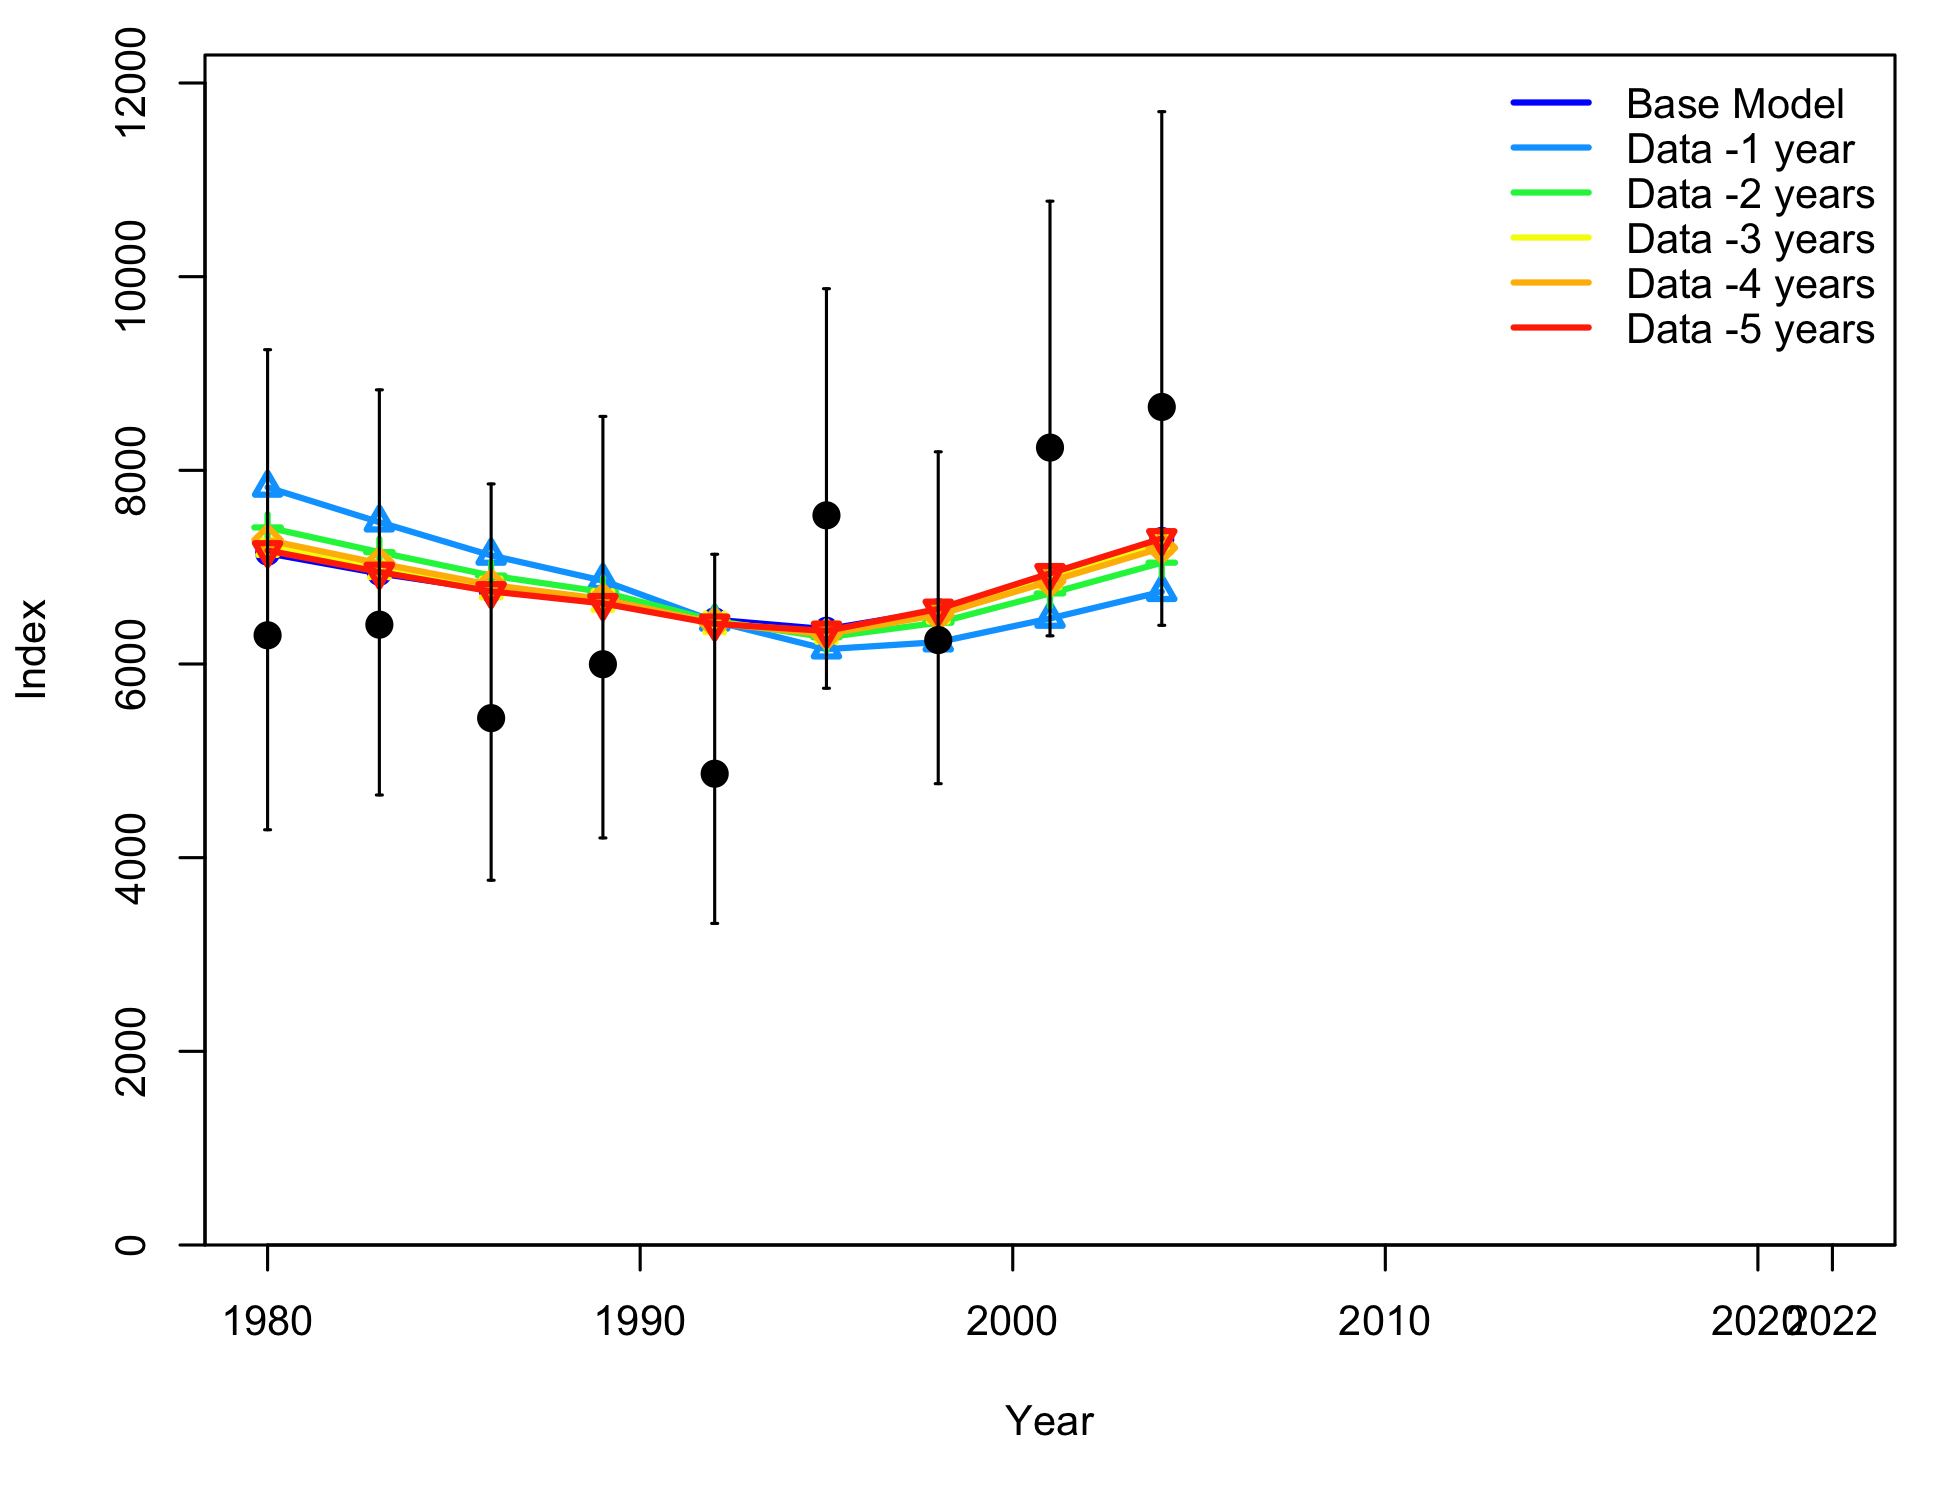 12000
10000
8000
6000
4000
2000
0
Index
Base Model
Data -1 year
Data -2 years
Data -3 years
Data -4 years
Data -5 years
1980 1990 2000 2010 2020 2022
Year